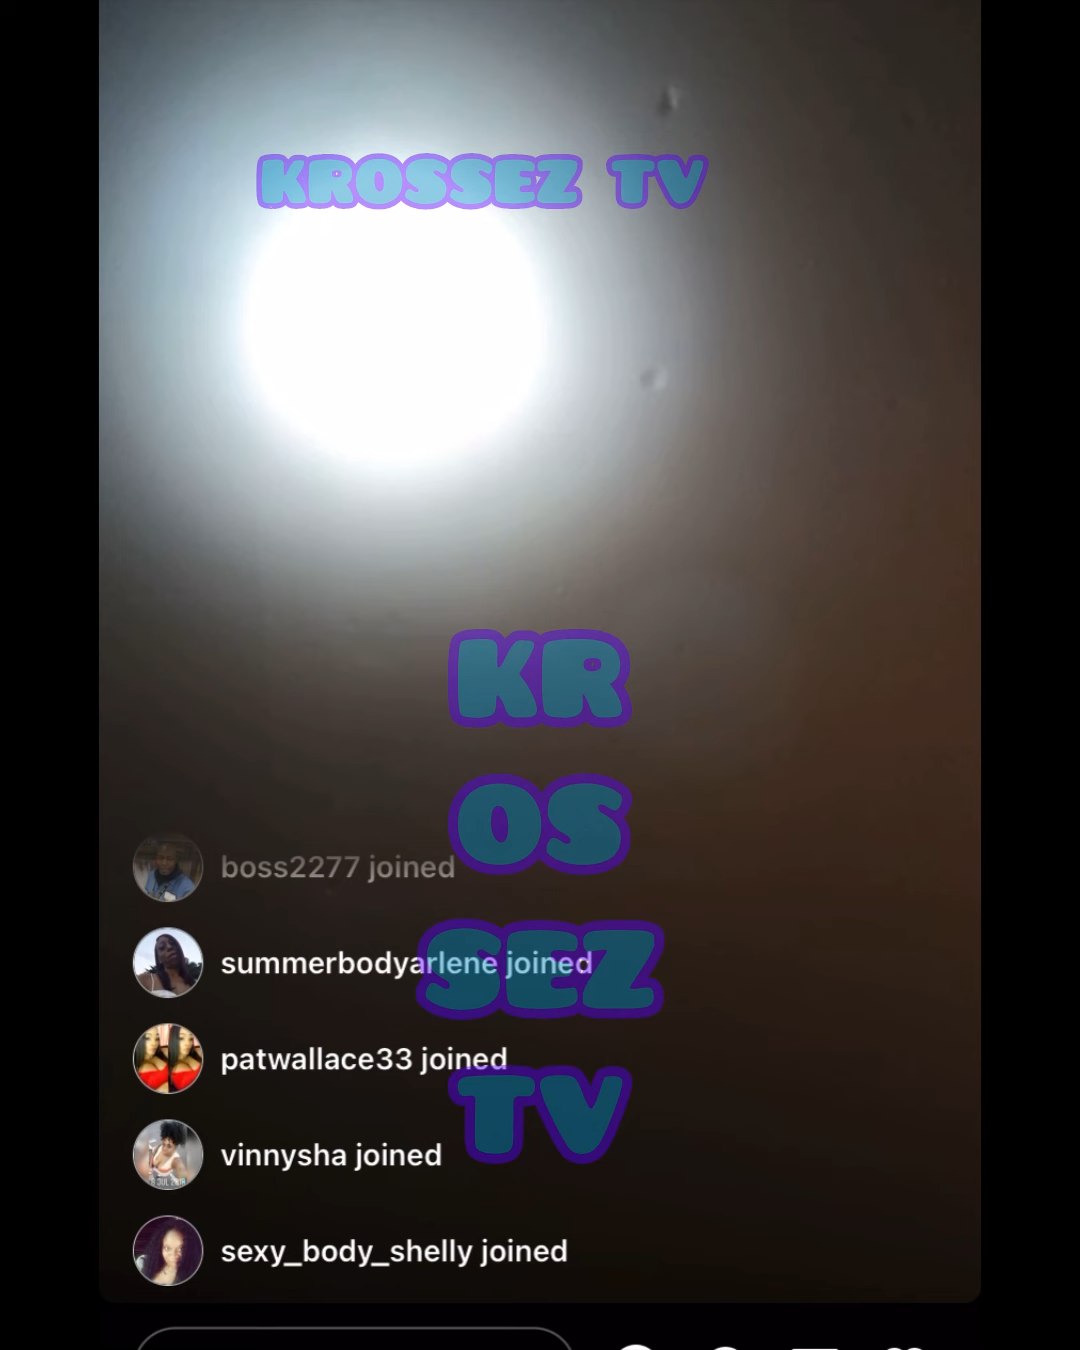 KROSSEZ TV
KR
OS
SEZ
TV
boss2277 joined
summerbodyarlene joined
patwallace33 joined
vinnysha joined
sexy_body_shelly joined